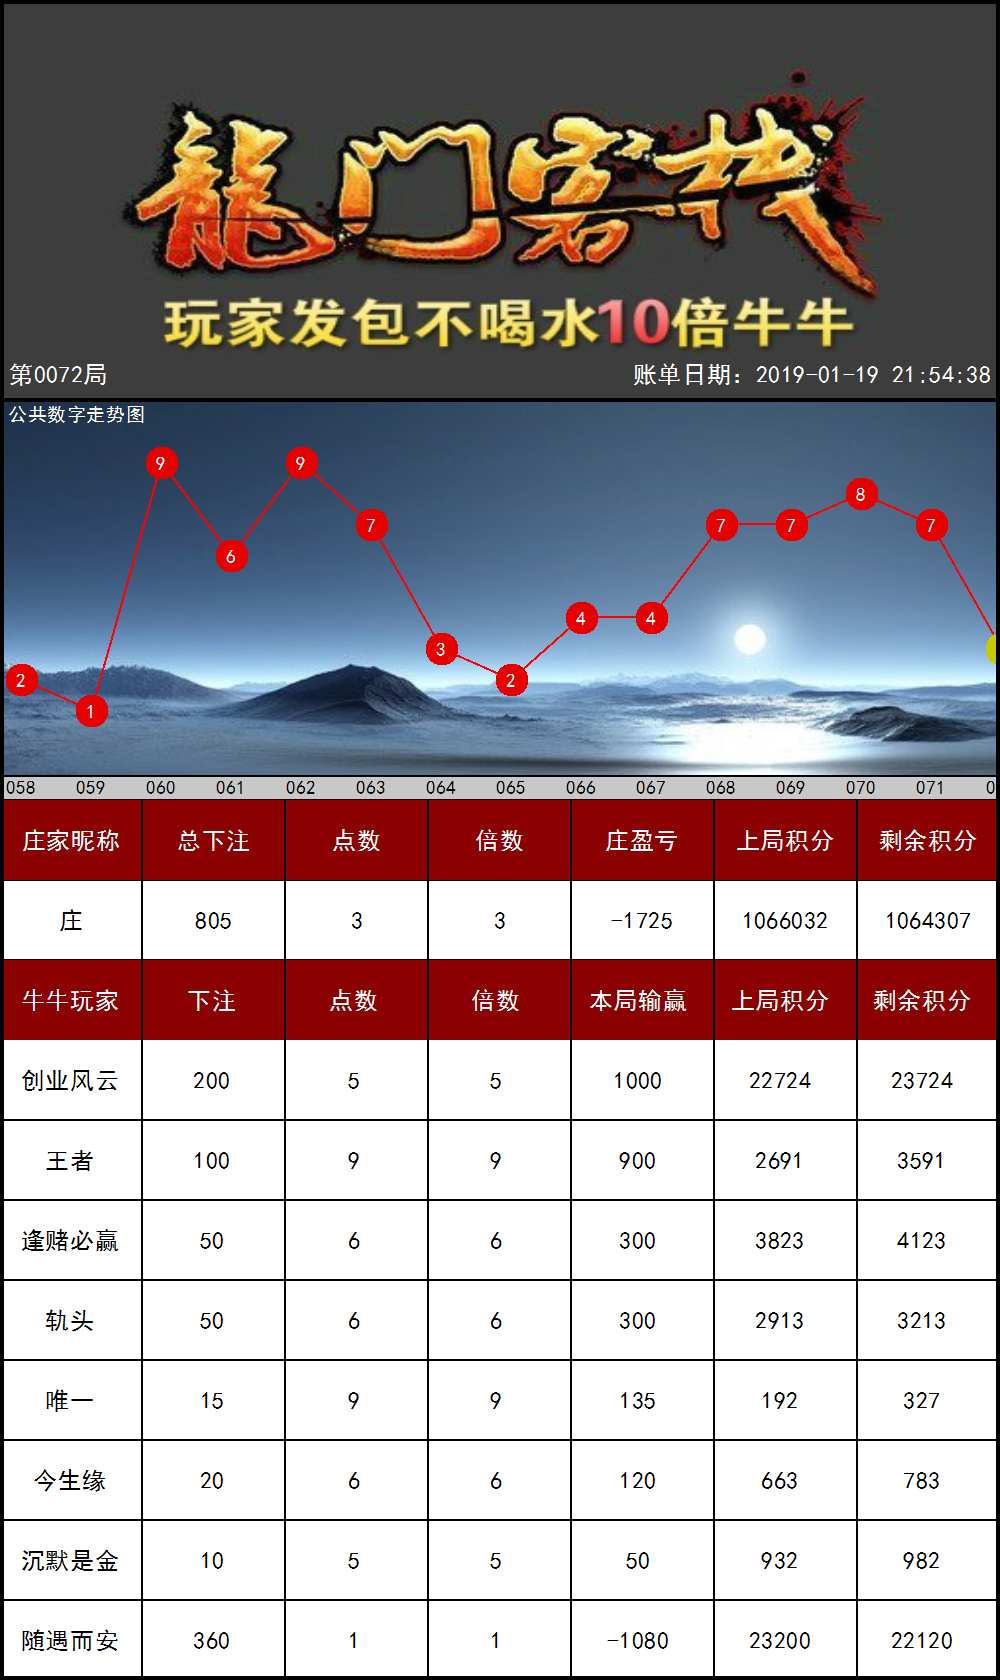 龍门客栈
玩家发包不喝水10倍牛牛
第0072局 账单日期：2019-01-19 21:54:38
公共数字走势图
9 9
8
7 7 7 7
6
4 4
3
2 2
1
058 059 060 061 062 063 064 065 066 067 068 069 070 071 0
庄家昵称 总下注 点数 倍数 庄盈亏 上局积分 剩余积分
庄 805 3 3 -1725 1066032 1064307
牛牛玩家 下注 点数 倍数 本局输赢 上局积分 剩余积分
创业风云 200 5 5 1000 22724 23724
王者 100 9 9 900 2691 3591
逢赌必赢 50 6 6 300 3823 4123
轨头 50 6 6 300 2913 3213
唯一 15 9 9 135 192 327
今生缘 20 6 6 120 663 783
沉默是金 10 5 5 50 932 982
随遇而安 360 1 1 -1080 23200 22120